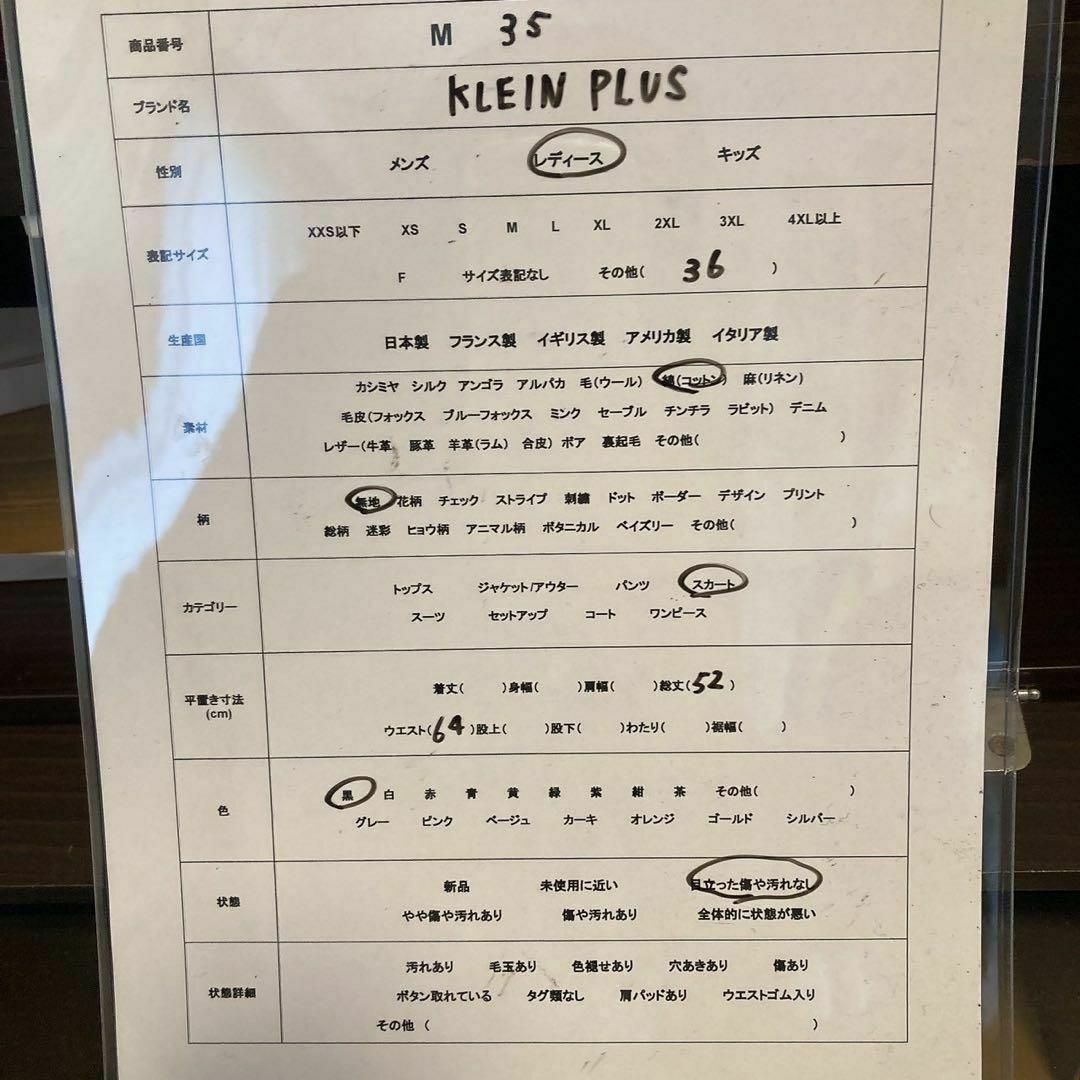 商品番号 M 35
ブランド名 KLEIN PLUS
性別 メンズ レディース キッズ
表記サイズ
XXS以下 XS S M L XL 2XL 3XL 4XL以上
F サイズ表記なし その他( 36 )
生産国 日本製 フランス製 イギリス製 アメリカ製 イタリア製
素材
カシミヤ シルク アンゴラ アルパカ 毛(ウール) 綿(コットン) 麻(リネン)
毛皮(フォックス ブルーフォックス ミンク セーブル チンチラ ラビット) デニム
レザー(牛革 豚革 羊革(ラム) 合皮) ボア 裏起毛 その他( )
柄
無地 花柄 チェック ストライプ 刺繍 ドット ボーダー デザイン プリント
総柄 迷彩 ヒョウ柄 アニマル柄 ボタニカル ペイズリー その他( )
カテゴリー
トップス ジャケット/アウター パンツ スカート
スーツ セットアップ コート ワンピース
平置き寸法
(cm)
着丈( )身幅( )肩幅( )総丈(52)
ウエスト(64)股上( )股下( )わたり( )裾幅( )
色
黒 白 赤 青 黄 緑 紫 紺 茶 その他( )
グレー ピンク ベージュ カーキ オレンジ ゴールド シルバー
状態
新品 未使用に近い 目立った傷や汚れなし
やや傷や汚れあり 傷や汚れあり 全体的に状態が悪い
状態詳細
汚れあり 毛玉あり 色褪せあり 穴あきあり 傷あり
ボタン取れている タグ類なし 肩パッドあり ウエストゴム入り
その他 ( )